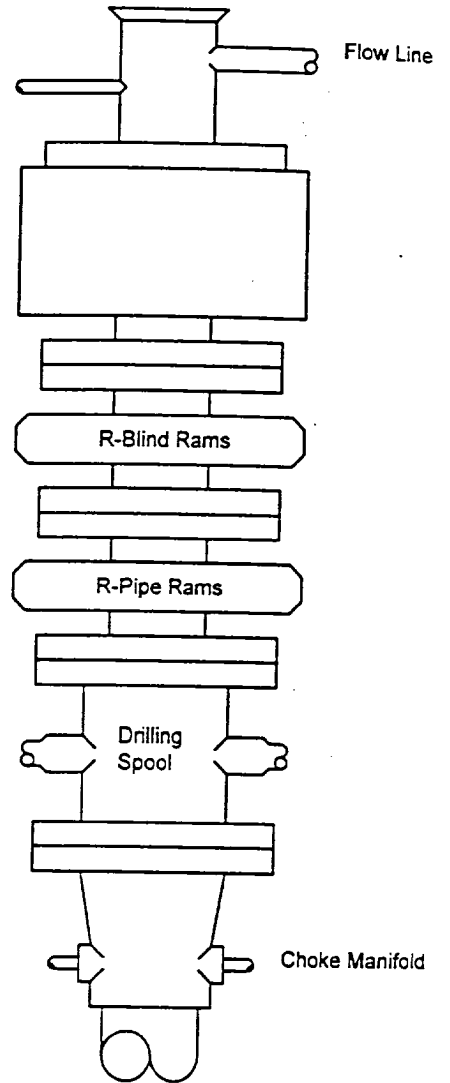 Flow Line
R-Blind Rams
R-Pipe Rams
Drilling
Spool
Choke Manifold